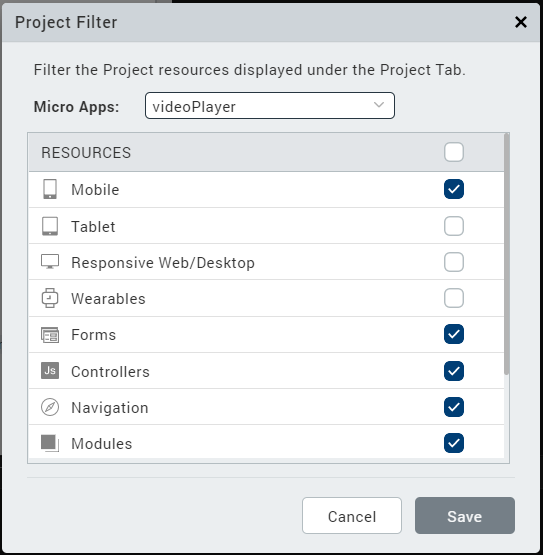 Project Filter
Filter the Project resources displayed under the Project Tab.
Micro Apps: videoPlayer
RESOURCES
Mobile
Tablet
Responsive Web/Desktop
Wearables
Forms
Js Controllers
Navigation
Modules
Cancel Save